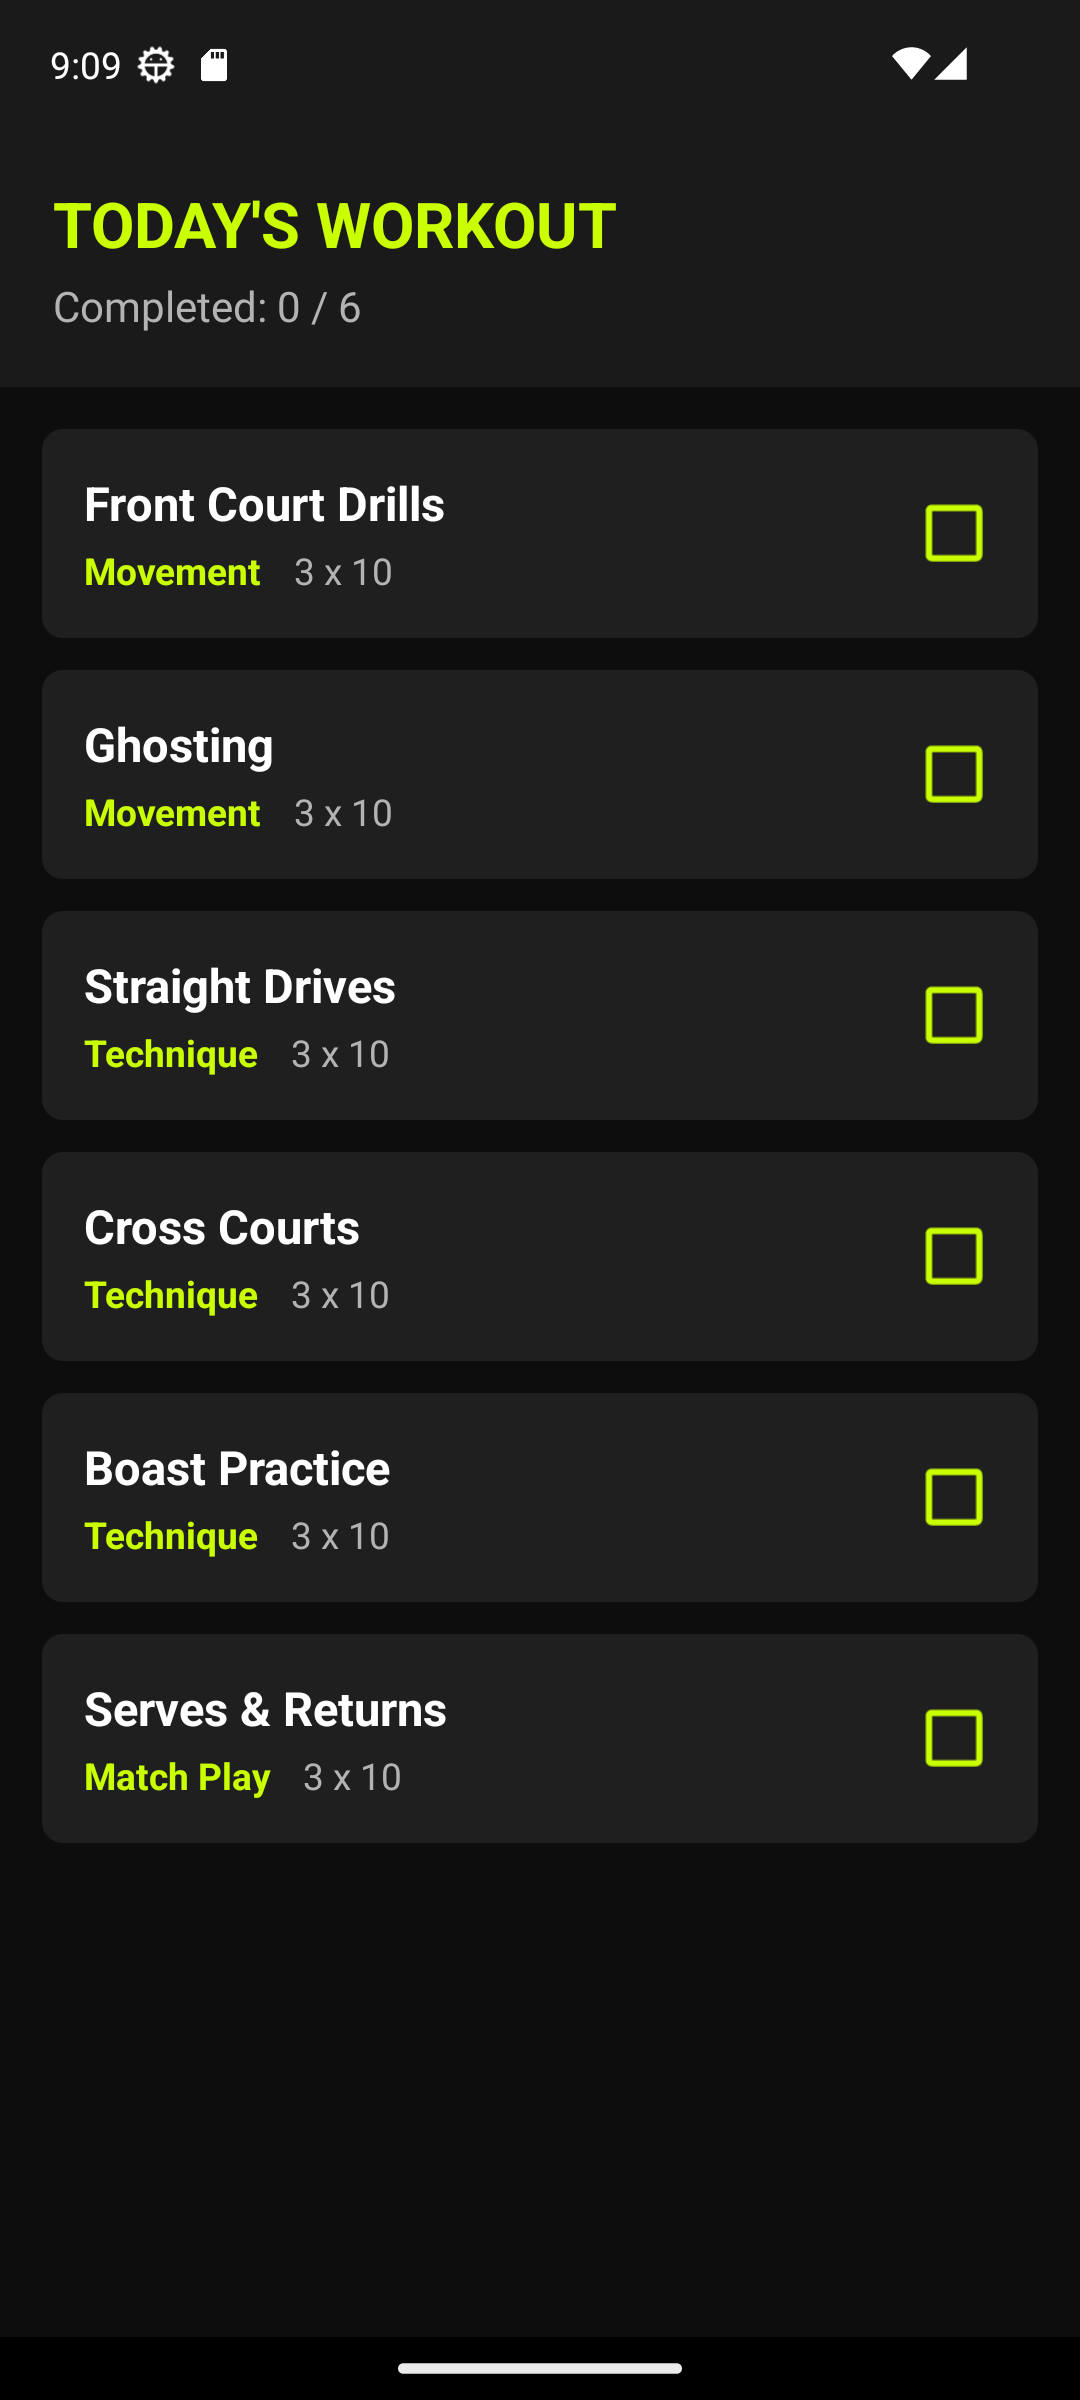 9:09
TODAY'S WORKOUT
Completed: 0 / 6
Front Court Drills
Movement 3 x 10
Ghosting
Movement 3 x 10
Straight Drives
Technique 3 x 10
Cross Courts
Technique 3 x 10
Boast Practice
Technique 3 x 10
Serves & Returns
Match Play 3 x 10